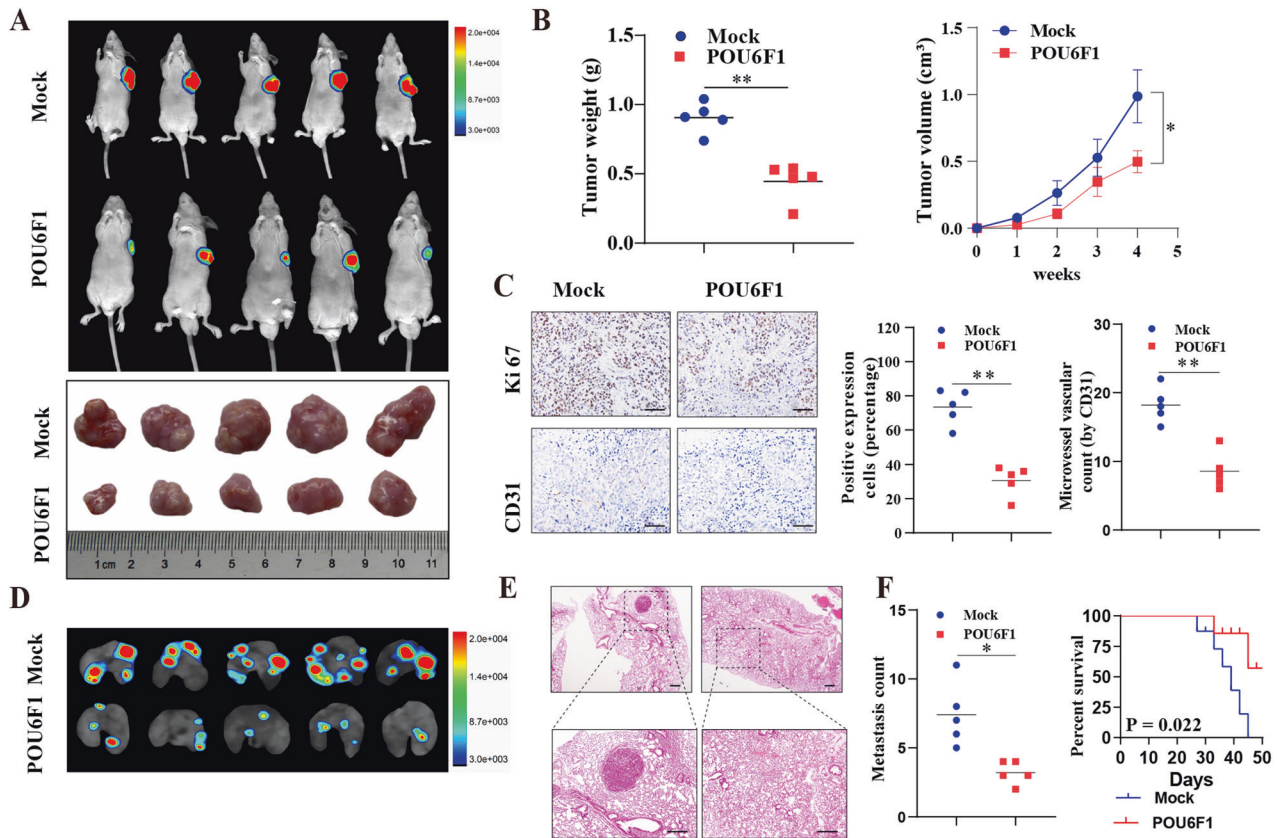 A
Mock
POU6F1
2.0e+004
1.4e+004
8.7e+003
3.0e+003
Mock
POU6F1
1 cm 2 3 4 5 6 7 8 9 10 11
B
Tumor weight (g)
1.5
1.0
0.5
0.0
Mock
POU6F1
**
Tumor volume (cm³)
1.5
1.0
0.5
0.0
Mock
POU6F1
*
0 1 2 3 4 5
weeks
C
Mock POU6F1
Ki 67
CD31
Positive expression
cells (percentage)
120
100
80
60
40
20
0
Mock
POU6F1
**
Microvessel vascular
count (by CD31)
30
20
10
0
Mock
POU6F1
**
D
Mock
POU6F1
2.0e+004
1.4e+004
8.7e+003
3.0e+003
E
F
Metastasis count
15
10
5
0
Mock
POU6F1
*
Percent survival
100
75
50
25
0
P = 0.022
0 10 20 30 40 50
Days
Mock
POU6F1